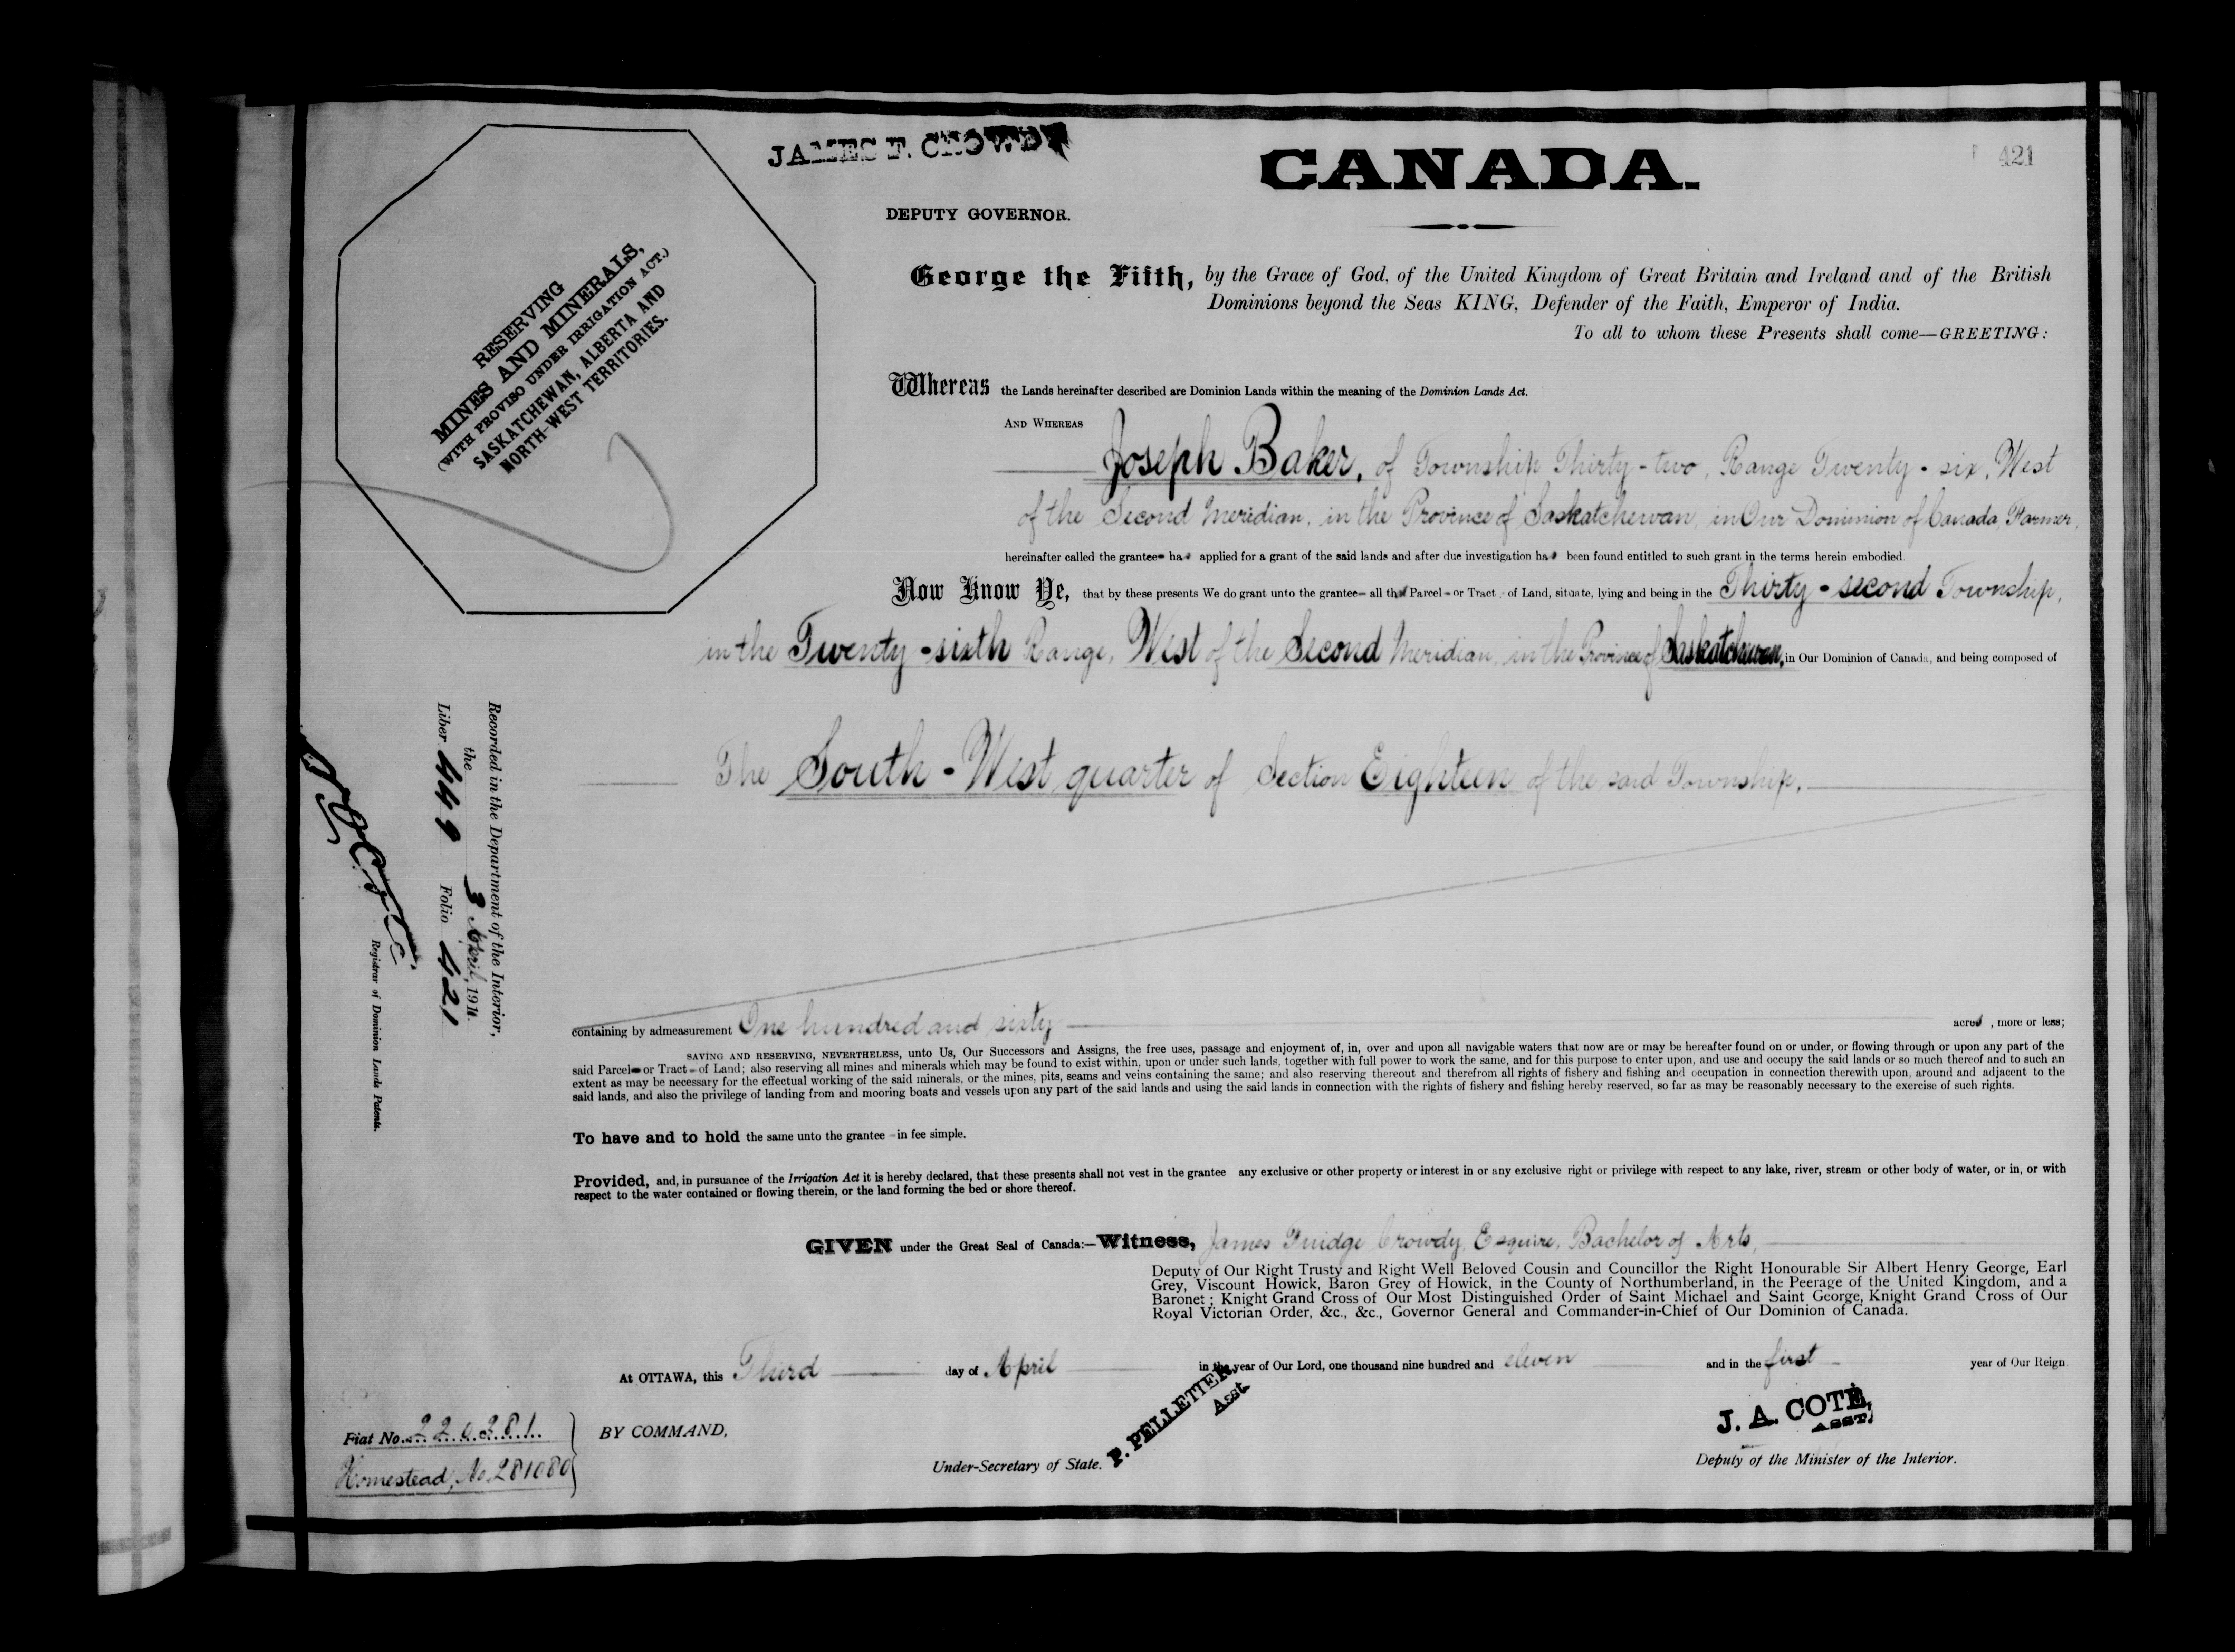 JAMES F. CROWDY
DEPUTY GOVERNOR.
CANADA.
421
RESERVING
MINES AND MINERALS,
(WITH PROVISO UNDER IRRIGATION ACT.)
SASKATCHEWAN, ALBERTA AND
NORTH-WEST TERRITORIES.
George the Fifth, by the Grace of God, of the United Kingdom of Great Britain and Ireland and of the British
Dominions beyond the Seas KING, Defender of the Faith, Emperor of India.
To all to whom these Presents shall come—GREETING:
Whereas the Lands hereinafter described are Dominion Lands within the meaning of the Dominion Lands Act.
AND WHEREAS
Joseph Baker, of Township Thirty-two, Range Twenty-six, West
of the Second Meridian, in the Province of Saskatchewan, in Our Dominion of Canada, Farmer,
hereinafter called the grantee has applied for a grant of the said lands and after due investigation has been found entitled to such grant in the terms herein embodied.
Now Know Ye, that by these presents We do grant unto the grantee all that Parcel or Tract of Land, situate, lying and being in the Thirty-second Township,
in the Twenty-sixth Range, West of the Second Meridian, in the Province of Saskatchewan, in Our Dominion of Canada, and being composed of
The South-West quarter of Section Eighteen of the said Township.
containing by admeasurement One hundred and sixty acres, more or less;
SAVING AND RESERVING, NEVERTHELESS, unto Us, Our Successors and Assigns, the free uses, passage and enjoyment of, in, over and upon all navigable waters that now are or may be hereafter found on or under, or flowing through or upon any part of the
said Parcel or Tract of Land; also reserving all mines and minerals which may be found to exist within, upon or under such lands, together with full power to work the same, and for this purpose to enter upon, and use and occupy the said lands or so much thereof and to such an
extent as may be necessary for the effectual working of the said minerals, or the mines, pits, seams and veins containing the same; and also reserving thereout and therefrom all rights of fishery and fishing and occupation in connection therewith upon, around and adjacent to the
said lands, and also the privilege of landing from and mooring boats and vessels upon any part of the said lands and using the said lands in connection with the rights of fishery and fishing hereby reserved, so far as may be reasonably necessary to the exercise of such rights.
To have and to hold the same unto the grantee in fee simple.
Provided, and, in pursuance of the Irrigation Act it is hereby declared, that these presents shall not vest in the grantee any exclusive or other property or interest in or any exclusive right or privilege with respect to any lake, river, stream or other body of water, or in, or with
respect to the water contained or flowing therein, or the land forming the bed or shore thereof.
GIVEN under the Great Seal of Canada:—Witness, James Fuidge Crowdy, Esquire, Bachelor of Arts,
Deputy of Our Right Trusty and Right Well Beloved Cousin and Councillor the Right Honourable Sir Albert Henry George, Earl
Grey, Viscount Howick, Baron Grey of Howick, in the County of Northumberland, in the Peerage of the United Kingdom, and a
Baronet; Knight Grand Cross of Our Most Distinguished Order of Saint Michael and Saint George, Knight Grand Cross of Our
Royal Victorian Order, &c., &c., Governor General and Commander-in-Chief of Our Dominion of Canada.
At OTTAWA, this Third day of April in the year of Our Lord, one thousand nine hundred and eleven and in the first year of Our Reign
BY COMMAND,
P. PELLETIER,
Asst.
Under-Secretary of State.
J. A. COTE,
ASST.
Deputy of the Minister of the Interior.
Fiat No. 220281
Homestead, No. 281080
Recorded in the Department of the Interior,
the 3 April, 1911.
Liber 449 Folio 421
Registrar of Dominion Lands Patents.